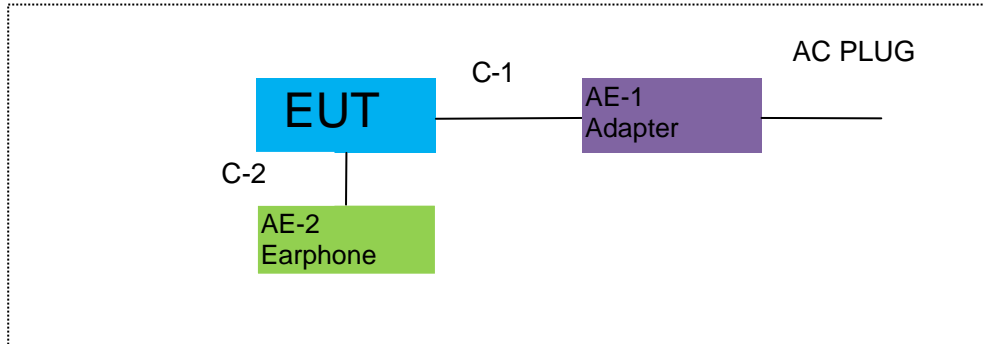 AC PLUG
C-1
EUT
AE-1
Adapter
C-2
AE-2
Earphone